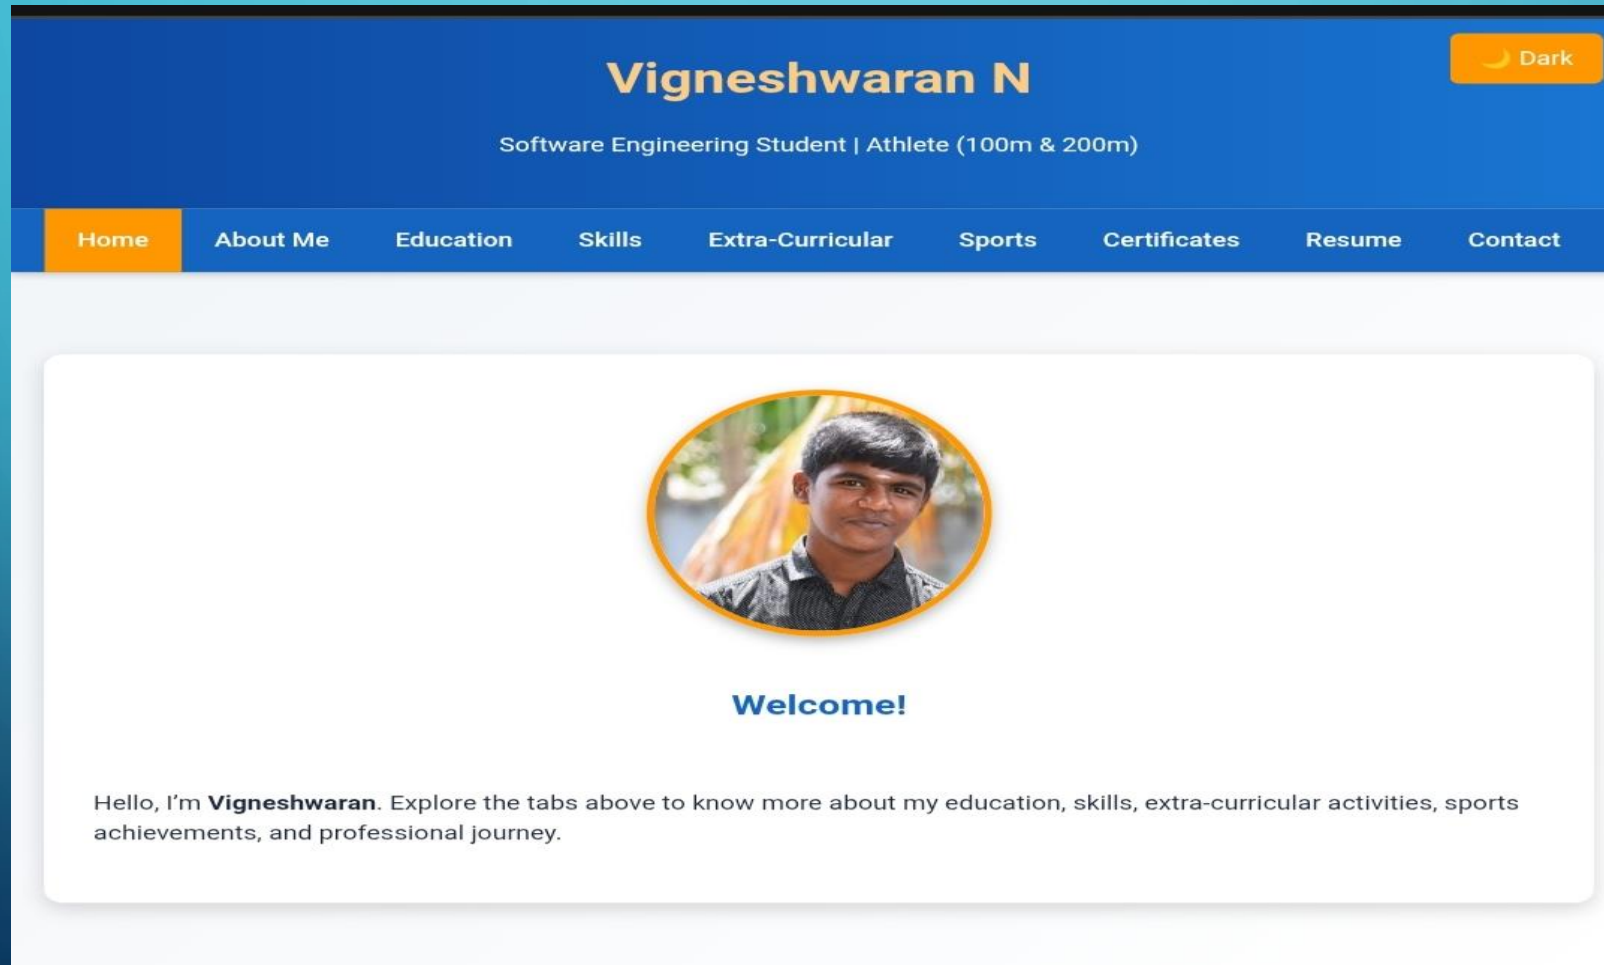 Vigneshwaran N
🌙 Dark
Software Engineering Student | Athlete (100m & 200m)
Home About Me Education Skills Extra-Curricular Sports Certificates Resume Contact
Welcome!
Hello, I’m Vigneshwaran. Explore the tabs above to know more about my education, skills, extra-curricular activities, sports
achievements, and professional journey.